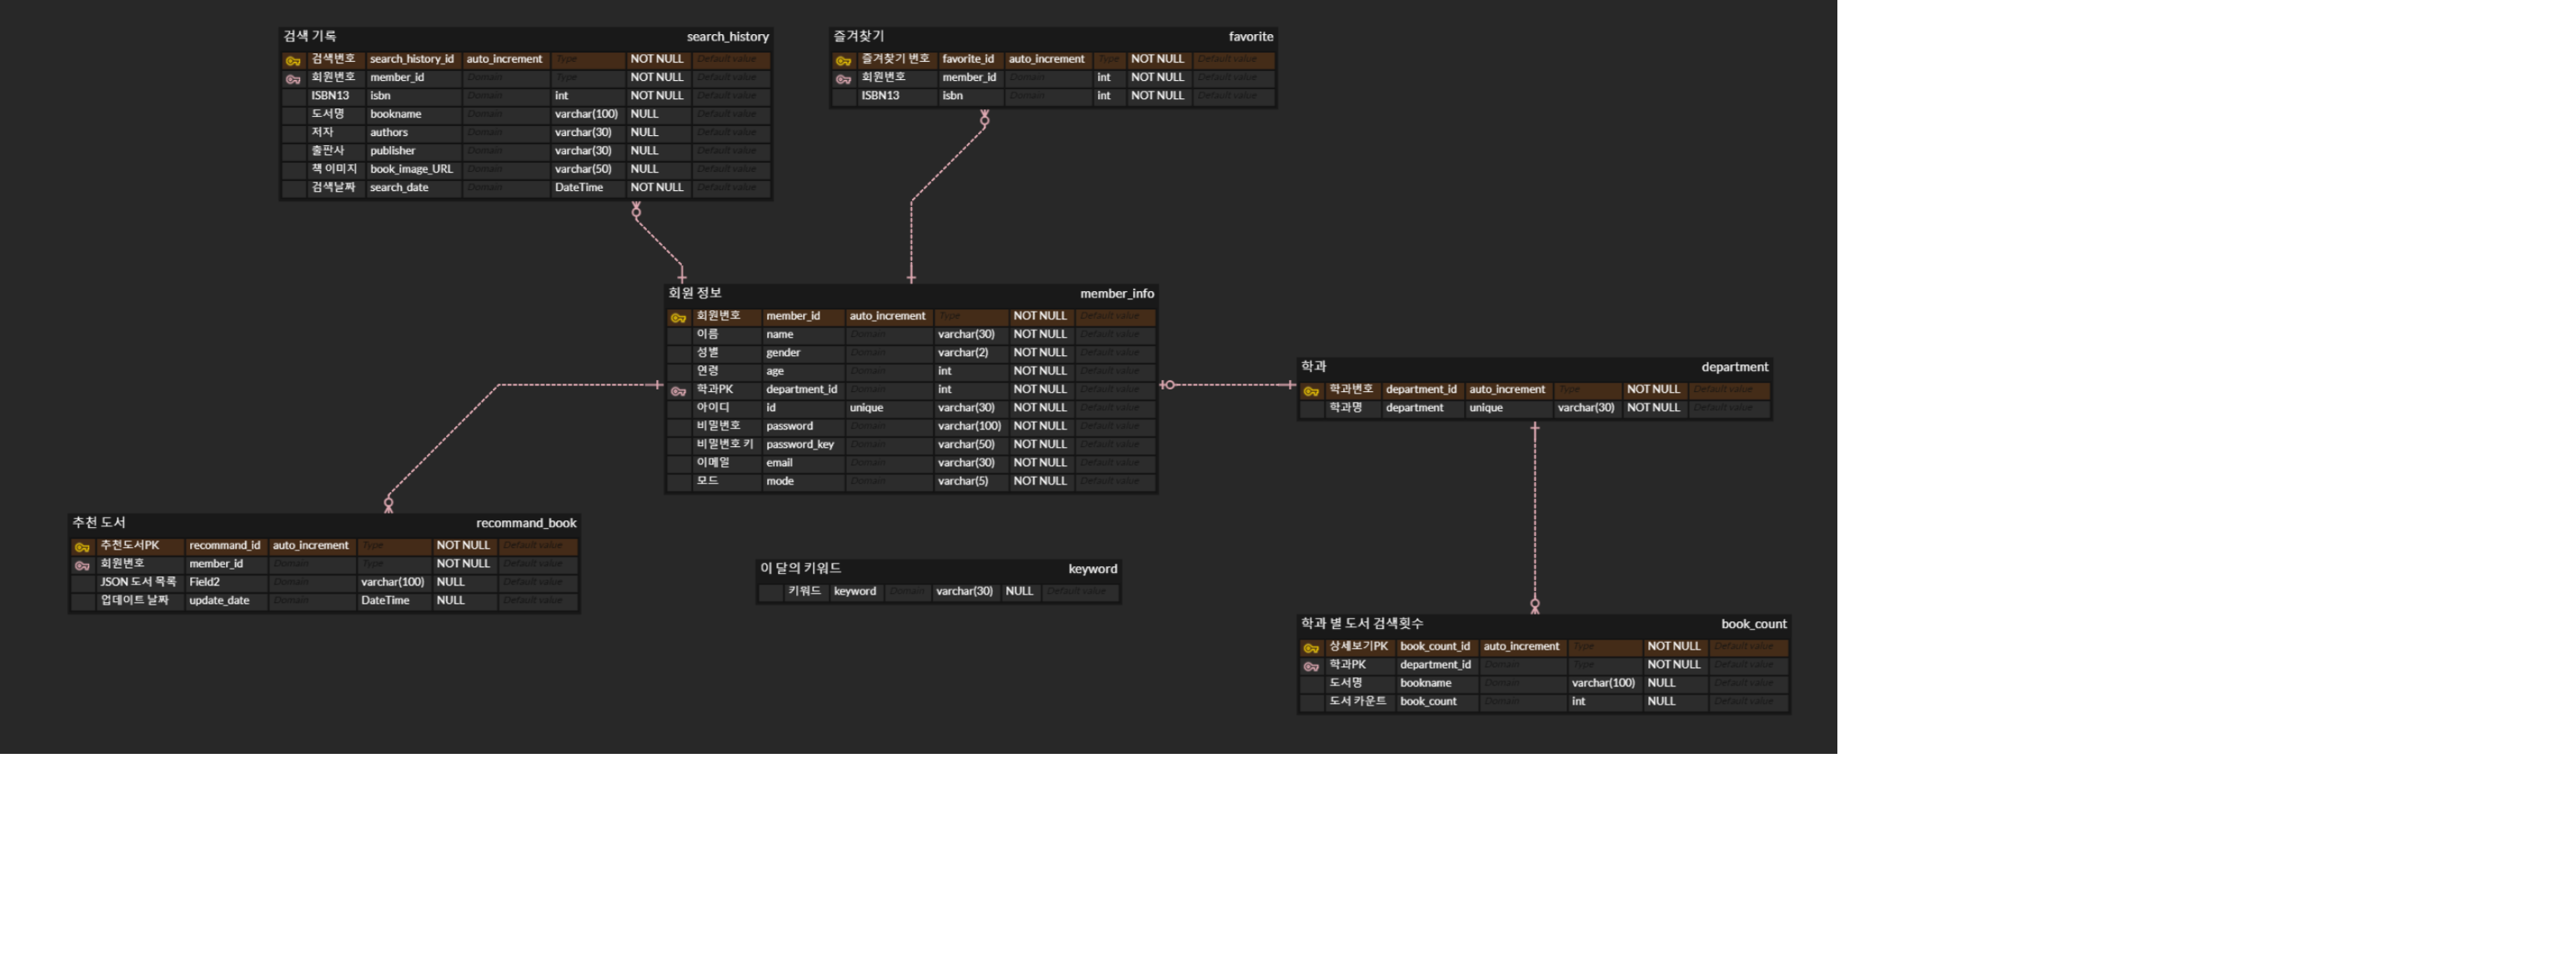 검색 기록 search_history
검색번호 search_history_id auto_increment Type NOT NULL Default value
회원번호 member_id Domain Type NOT NULL Default value
ISBN13 isbn Domain int NOT NULL Default value
도서명 bookname Domain varchar(100) NULL Default value
저자 authors Domain varchar(30) NULL Default value
출판사 publisher Domain varchar(30) NULL Default value
책 이미지 book_image_URL Domain varchar(50) NULL Default value
검색날짜 search_date Domain DateTime NOT NULL Default value
즐겨찾기 favorite
즐겨찾기 번호 favorite_id auto_increment Type NOT NULL Default value
회원번호 member_id Domain int NOT NULL Default value
ISBN13 isbn Domain int NOT NULL Default value
회원 정보 member_info
회원번호 member_id auto_increment Type NOT NULL Default value
이름 name Domain varchar(30) NOT NULL Default value
성별 gender Domain varchar(2) NOT NULL Default value
연령 age Domain int NOT NULL Default value
학과PK department_id Domain int NOT NULL Default value
아이디 id unique varchar(30) NOT NULL Default value
비밀번호 password Domain varchar(100) NOT NULL Default value
비밀번호 키 password_key Domain varchar(50) NOT NULL Default value
이메일 email Domain varchar(30) NOT NULL Default value
모드 mode Domain varchar(5) NOT NULL Default value
학과 department
학과번호 department_id auto_increment Type NOT NULL Default value
학과명 department unique varchar(30) NOT NULL Default value
추천 도서 recommand_book
추천도서PK recommand_id auto_increment Type NOT NULL Default value
회원번호 member_id Domain Type NOT NULL Default value
JSON 도서 목록 Field2 Domain varchar(100) NULL Default value
업데이트 날짜 update_date Domain DateTime NULL Default value
이 달의 키워드 keyword
키워드 keyword Domain varchar(30) NULL Default value
학과 별 도서 검색횟수 book_count
상세보기PK book_count_id auto_increment Type NOT NULL Default value
학과PK department_id Domain Type NOT NULL Default value
도서명 bookname Domain varchar(100) NULL Default value
도서 카운트 book_count Domain int NULL Default value